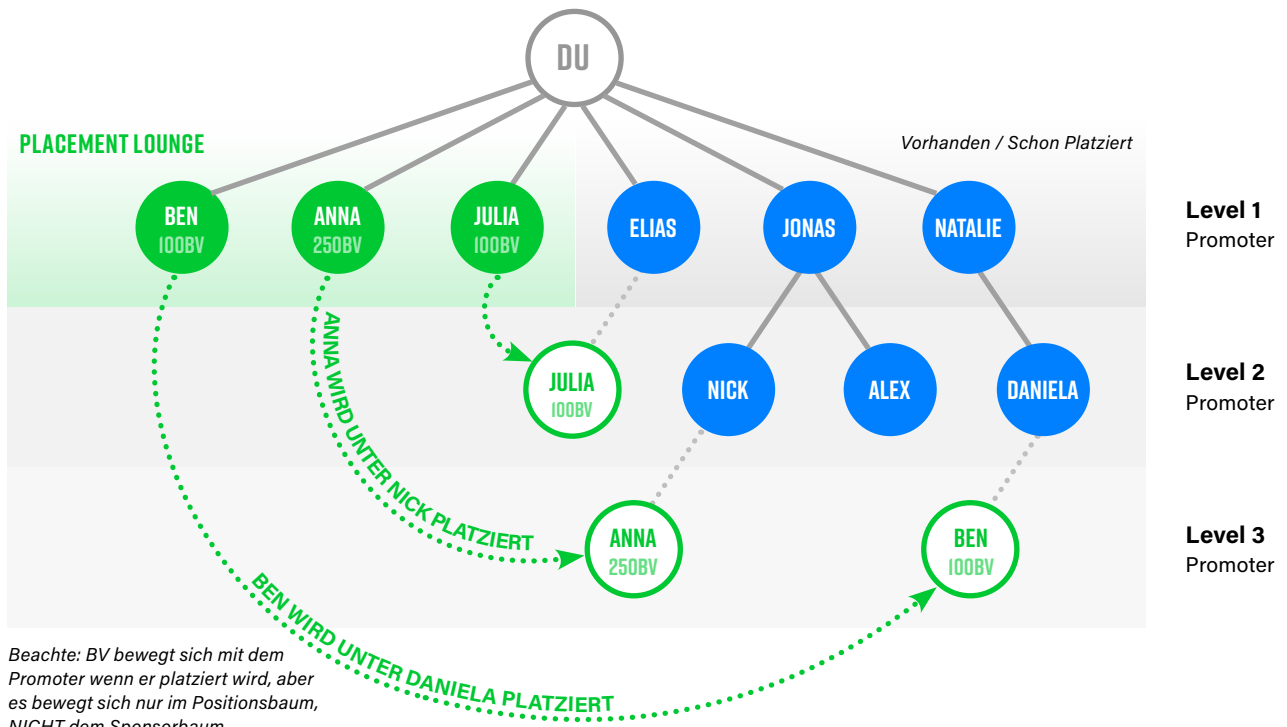 DU
PLACEMENT LOUNGE
Vorhanden / Schon Platziert
BEN
100BV
ANNA
250BV
JULIA
100BV
ELIAS
JONAS
NATALIE
Level 1
Promoter
JULIA
100BV
NICK
ALEX
DANIELA
Level 2
Promoter
ANNA WIRD UNTER NICK PLATZIERT
ANNA
250BV
BEN
100BV
Level 3
Promoter
BEN WIRD UNTER DANIELA PLATZIERT
Beachte: BV bewegt sich mit dem
Promoter wenn er platziert wird, aber
es bewegt sich nur im Positionsbaum,
NICHT dem Sponsorbaum